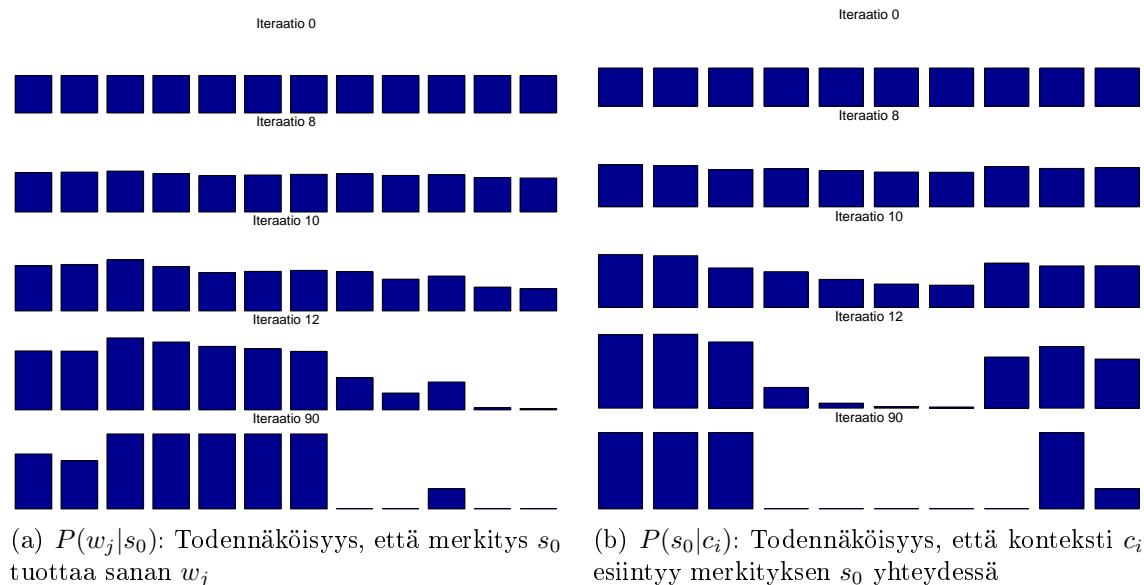 Iteraatio 0
Iteraatio 8
Iteraatio 10
Iteraatio 12
Iteraatio 90
(a) P(w_j|s_0): Todennäköisyys, että merkitys s_0
tuottaa sanan w_j
Iteraatio 0
Iteraatio 8
Iteraatio 10
Iteraatio 12
Iteraatio 90
(b) P(s_0|c_i): Todennäköisyys, että konteksti c_i
esiintyy merkityksen s_0 yhteydessä